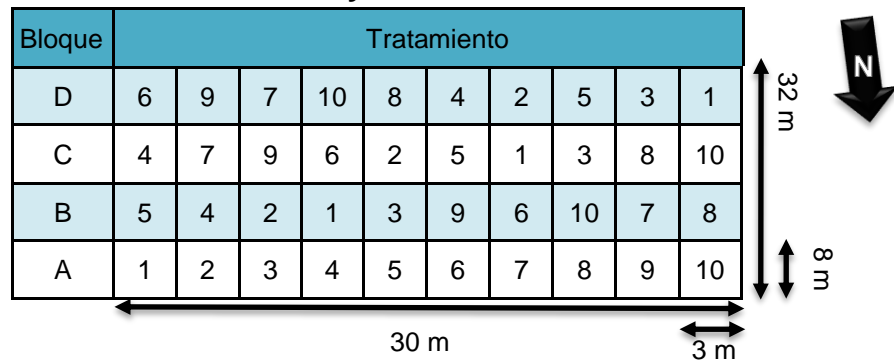 Bloque Tratamiento
D 6 9 7 10 8 4 2 5 3 1
C 4 7 9 6 2 5 1 3 8 10
B 5 4 2 1 3 9 6 10 7 8
A 1 2 3 4 5 6 7 8 9 10
32 m
8 m
30 m
3 m
N